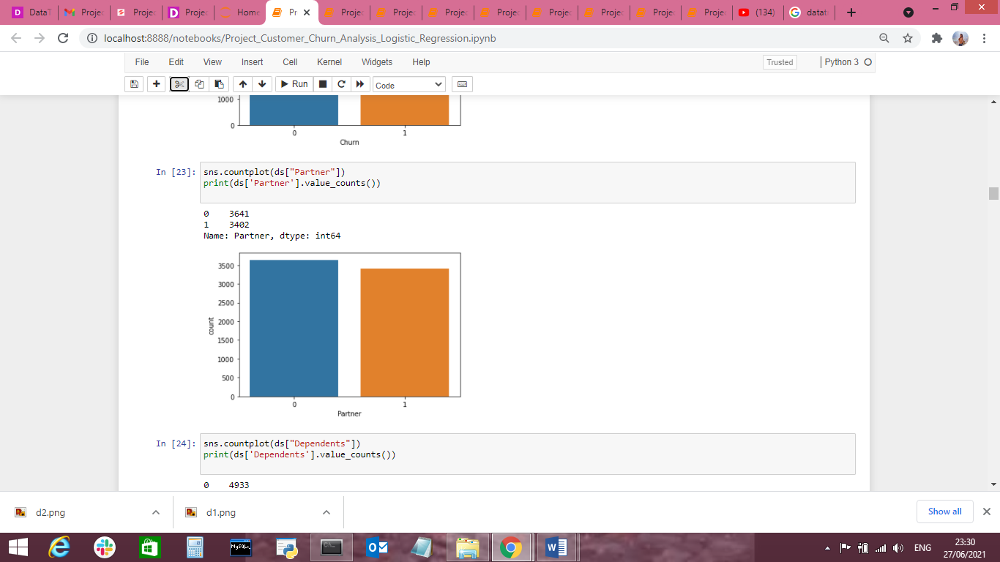 DataT Projec Projec Projec Home Pr Projec Projec Projec Projec Projec Projec Projec Projec (134) datat
localhost:8888/notebooks/Project_Customer_Churn_Analysis_Logistic_Regression.ipynb
File Edit View Insert Cell Kernel Widgets Help Trusted Python 3
Run Code
1000
0
0 1
Churn
In [23]: sns.countplot(ds["Partner"])
print(ds['Partner'].value_counts())
0 3641
1 3402
Name: Partner, dtype: int64
3500
3000
2500
2000
1500
1000
500
0
count
0 1
Partner
In [24]: sns.countplot(ds["Dependents"])
print(ds['Dependents'].value_counts())
0 4933
d2.png d1.png Show all
MySQL
ENG
23:30
27/06/2021